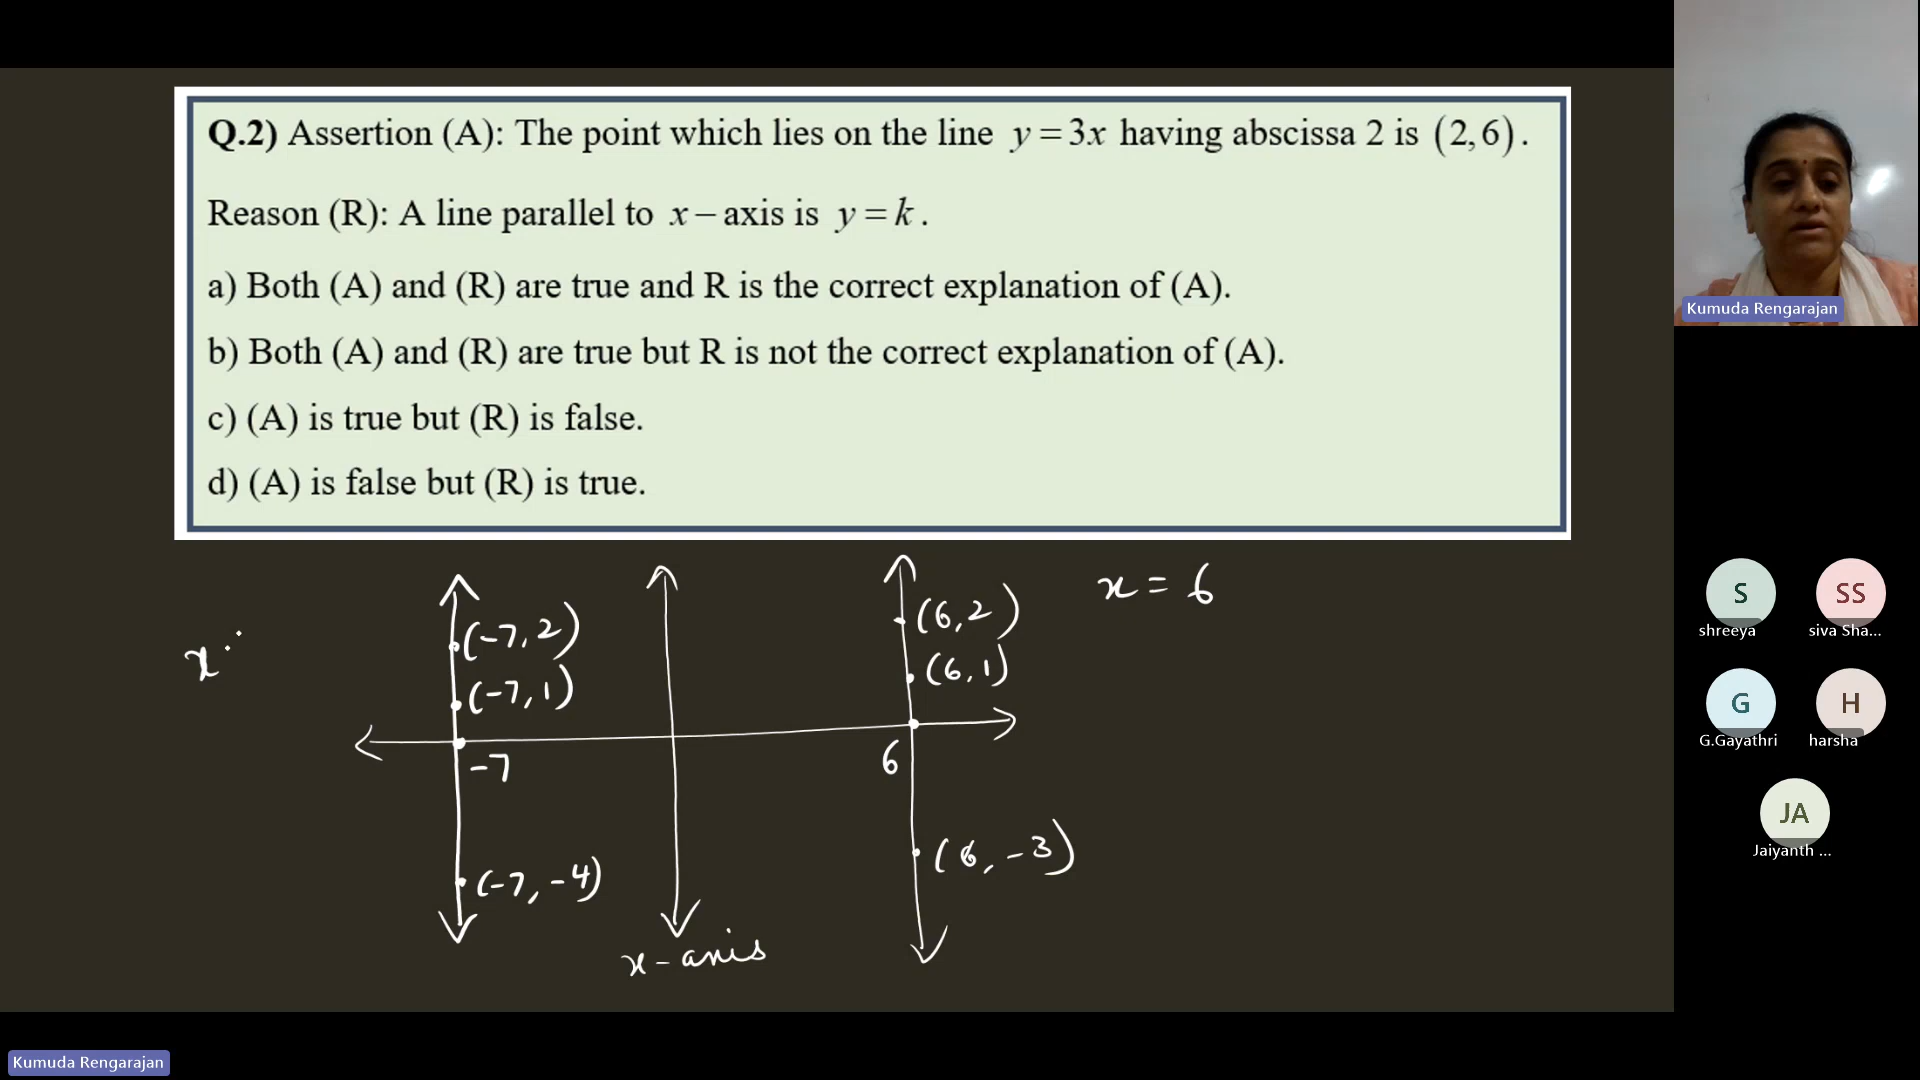 Q.2) Assertion (A): The point which lies on the line y = 3x having abscissa 2 is (2,6).
Reason (R): A line parallel to x – axis is y = k.
a) Both (A) and (R) are true and R is the correct explanation of (A).
b) Both (A) and (R) are true but R is not the correct explanation of (A).
c) (A) is true but (R) is false.
d) (A) is false but (R) is true.
x = 6
(-7, 2)
(6, 2)
x
(-7, 1)
(6, 1)
-7
6
(-7, -4)
(6, -3)
x-axis
Kumuda Rengarajan
S
SS
shreeya
siva Sha...
G
H
G.Gayathri
harsha
JA
Jaiyanth ...
Kumuda Rengarajan